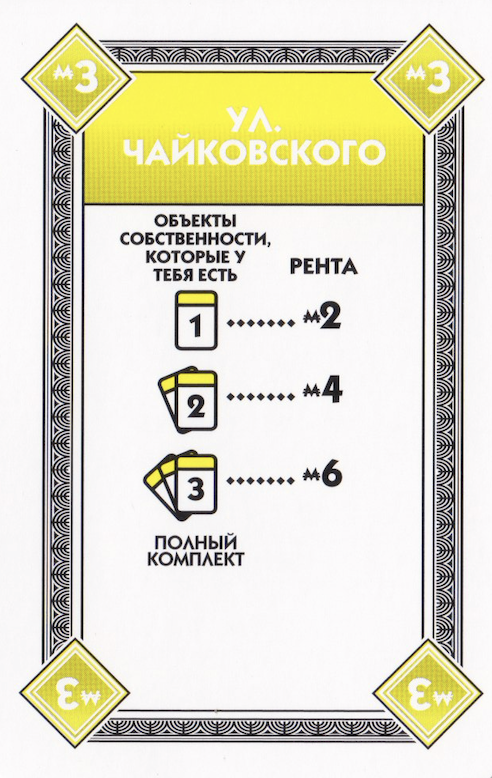 ₩3 ₩3
УЛ.
ЧАЙКОВСКОГО
ОБЪЕКТЫ
СОБСТВЕННОСТИ,
КОТОРЫЕ У
ТЕБЯ ЕСТЬ
РЕНТА
1 ........ ₩2
2 ........ ₩4
3 ........ ₩6
ПОЛНЫЙ
КОМПЛЕКТ
₩3 ₩3